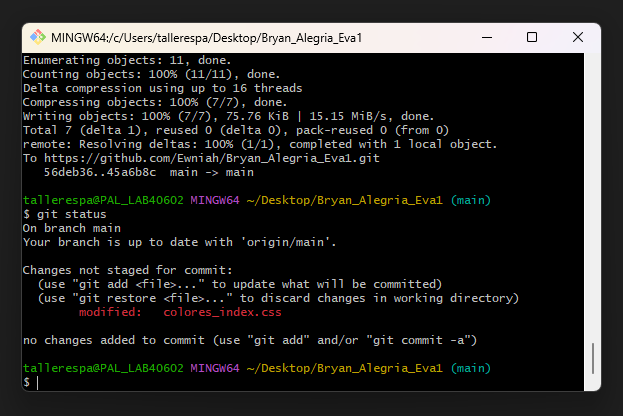 MINGW64:/c/Users/tallerespa/Desktop/Bryan_Alegria_Eva1
Enumerating objects: 11, done.
Counting objects: 100% (11/11), done.
Delta compression using up to 16 threads
Compressing objects: 100% (7/7), done.
Writing objects: 100% (7/7), 75.76 KiB | 15.15 MiB/s, done.
Total 7 (delta 1), reused 0 (delta 0), pack-reused 0 (from 0)
remote: Resolving deltas: 100% (1/1), completed with 1 local object.
To https://github.com/Ewniah/Bryan_Alegria_Eva1.git
   56deb36..45a6b8c  main -> main

tallerespa@PAL_LAB40602 MINGW64 ~/Desktop/Bryan_Alegria_Eva1 (main)
$ git status
On branch main
Your branch is up to date with 'origin/main'.

Changes not staged for commit:
  (use "git add <file>..." to update what will be committed)
  (use "git restore <file>..." to discard changes in working directory)
        modified:   colores_index.css

no changes added to commit (use "git add" and/or "git commit -a")

tallerespa@PAL_LAB40602 MINGW64 ~/Desktop/Bryan_Alegria_Eva1 (main)
$